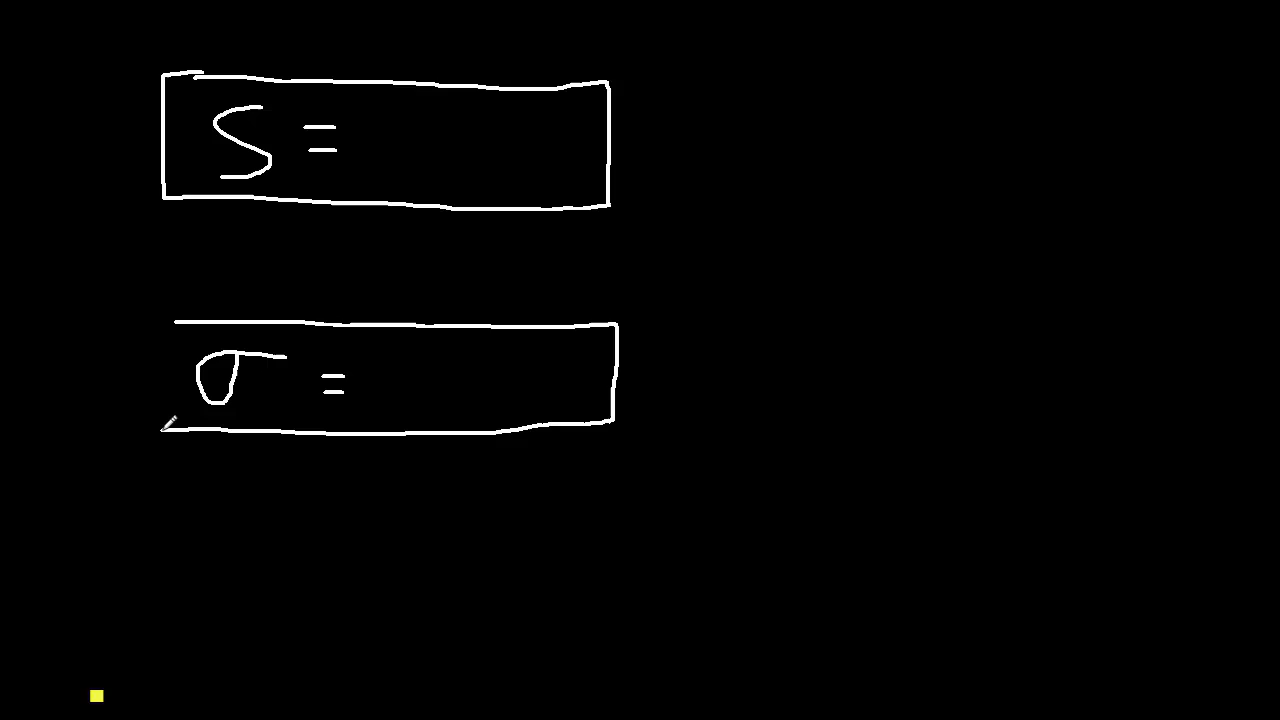 S =
σ =